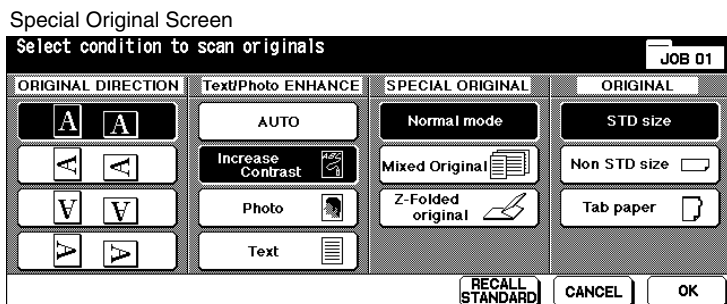 Special Original Screen
Select condition to scan originals
JOB 01
ORIGINAL DIRECTION
Text/Photo ENHANCE
SPECIAL ORIGINAL
ORIGINAL
A A
AUTO
Normal mode
STD size
A A
Increase
Contrast
ABC
Mixed Original
Non STD size
A A
Photo
Z-Folded
original
Tab paper
A A
Text
RECALL
STANDARD
CANCEL
OK